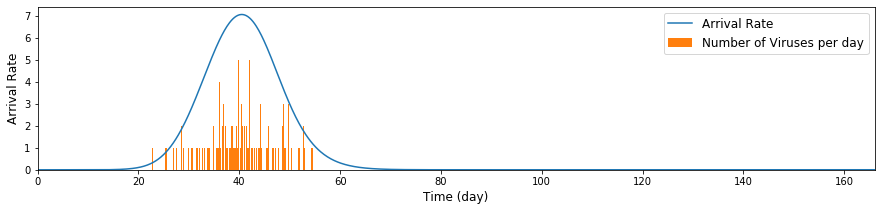 Arrival Rate
Number of Viruses per day
Arrival Rate
7
6
5
4
3
2
1
0
0 20 40 60 80 100 120 140 160
Time (day)